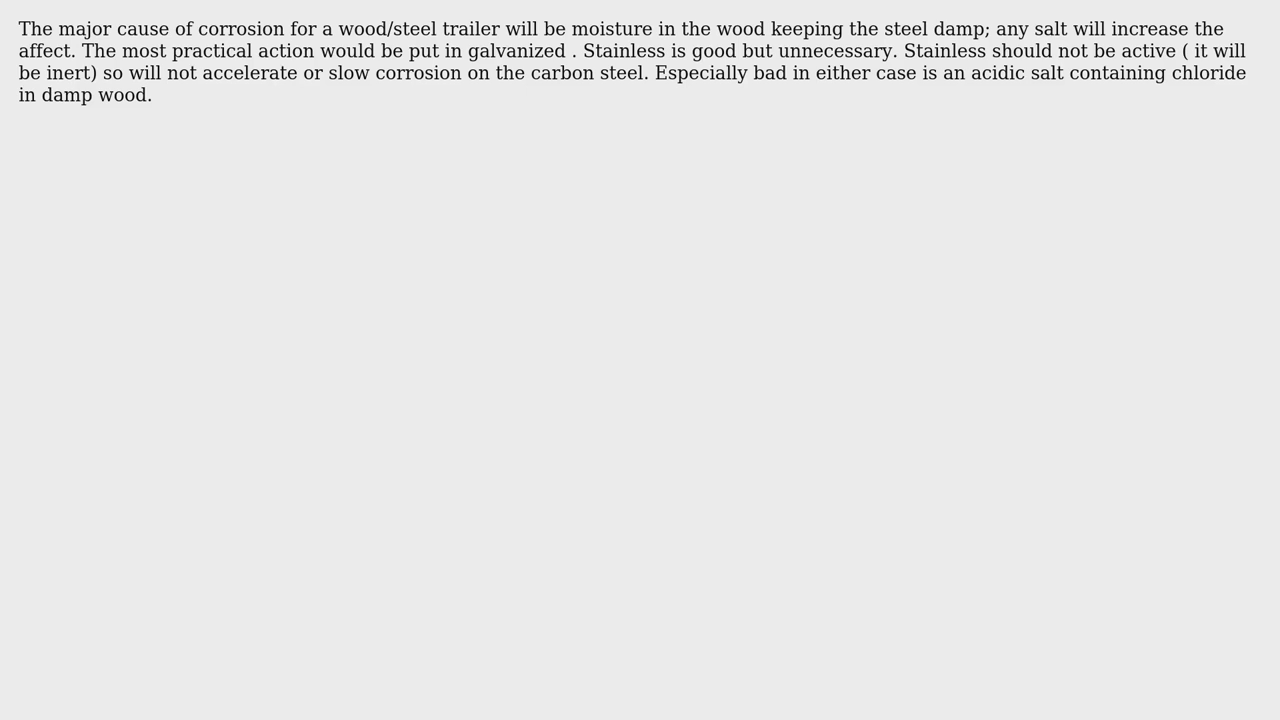 The major cause of corrosion for a wood/steel trailer will be moisture in the wood keeping the steel damp; any salt will increase the
affect. The most practical action would be put in galvanized . Stainless is good but unnecessary. Stainless should not be active ( it will
be inert) so will not accelerate or slow corrosion on the carbon steel. Especially bad in either case is an acidic salt containing chloride
in damp wood.